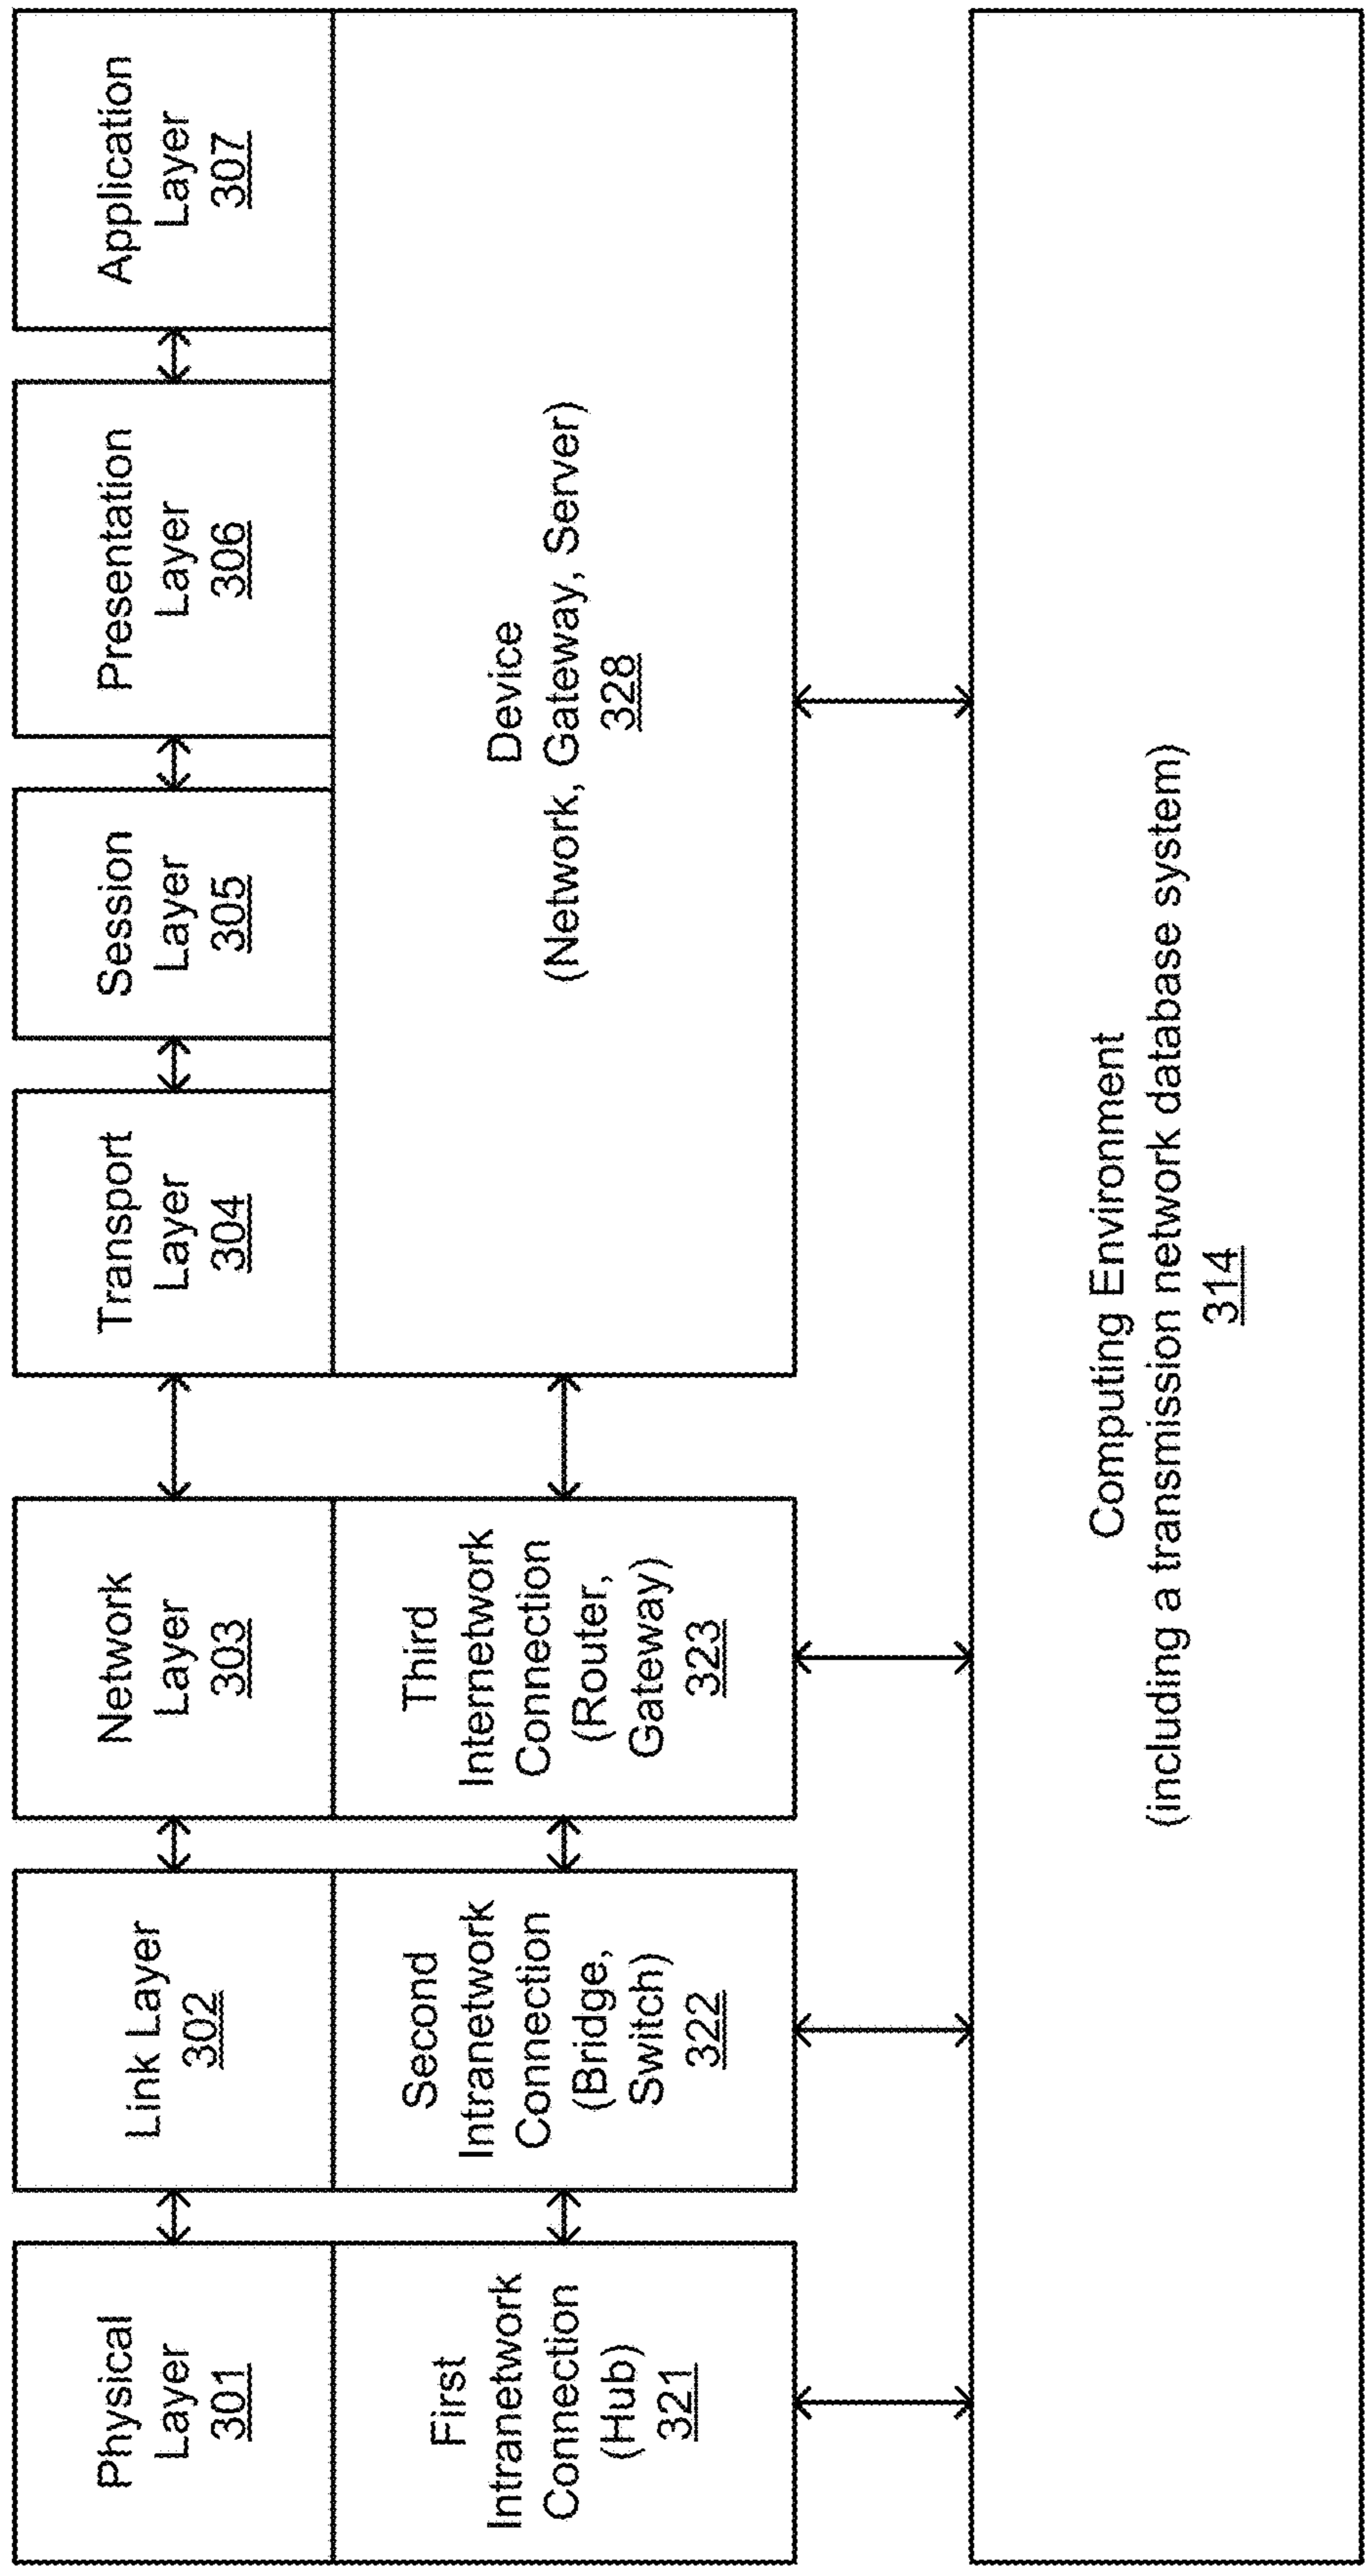 Physical
Layer
301
Link Layer
302
Network
Layer
303
Transport
Layer
304
Session
Layer
305
Presentation
Layer
306
Application
Layer
307
First
Intranetwork
Connection
(Hub)
321
Second
Intranetwork
Connection
(Bridge,
Switch)
322
Third
Internetwork
Connection
(Router,
Gateway)
323
Device
(Network, Gateway, Server)
328
Computing Environment
(including a transmission network database system)
314